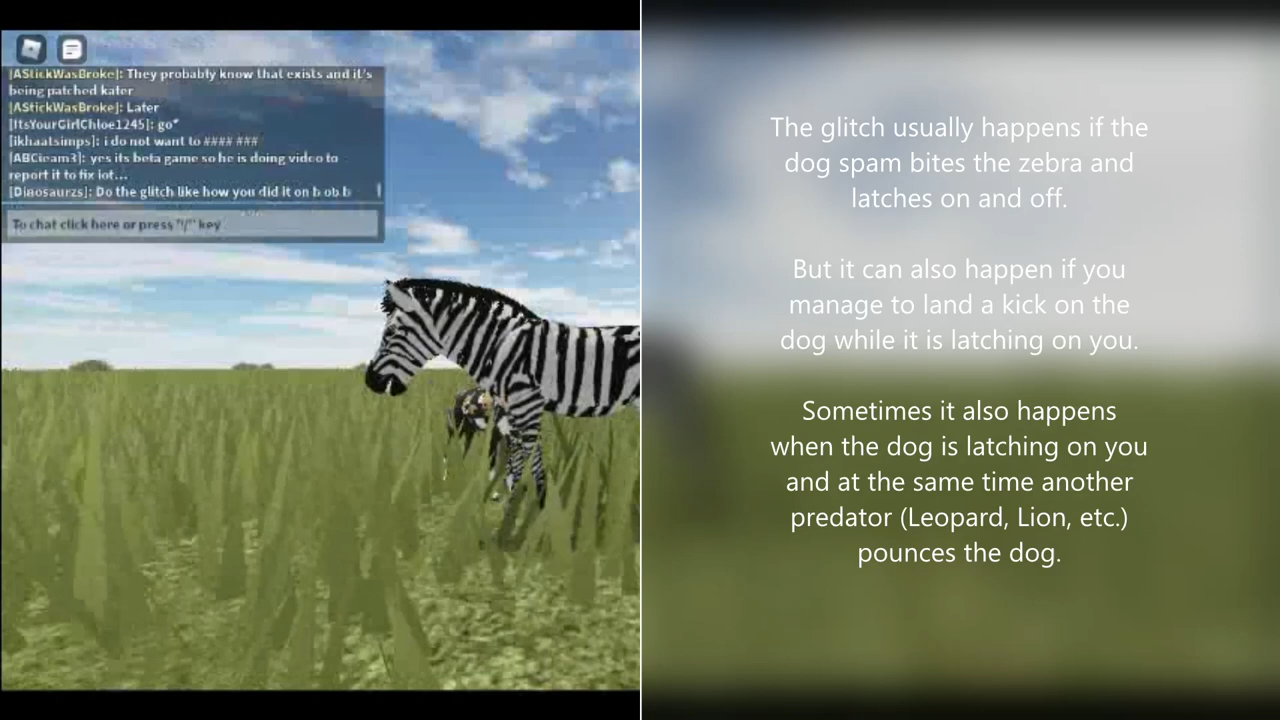 [AStickWasBroke]: They probably know that exists and it's
being patched kater
[AStickWasBroke]: Later
[ItsYourGirlChloe1245]: go*
[ikhaatsimps]: i do not want to #### ###
[ABCieam3]: yes its beta game so he is doing video to
report it to fix lot...
[Dinosaurzs]: Do the glitch like how you did it on b ob b
To chat click here or press "/" key
The glitch usually happens if the
dog spam bites the zebra and
latches on and off.
But it can also happen if you
manage to land a kick on the
dog while it is latching on you.
Sometimes it also happens
when the dog is latching on you
and at the same time another
predator (Leopard, Lion, etc.)
pounces the dog.